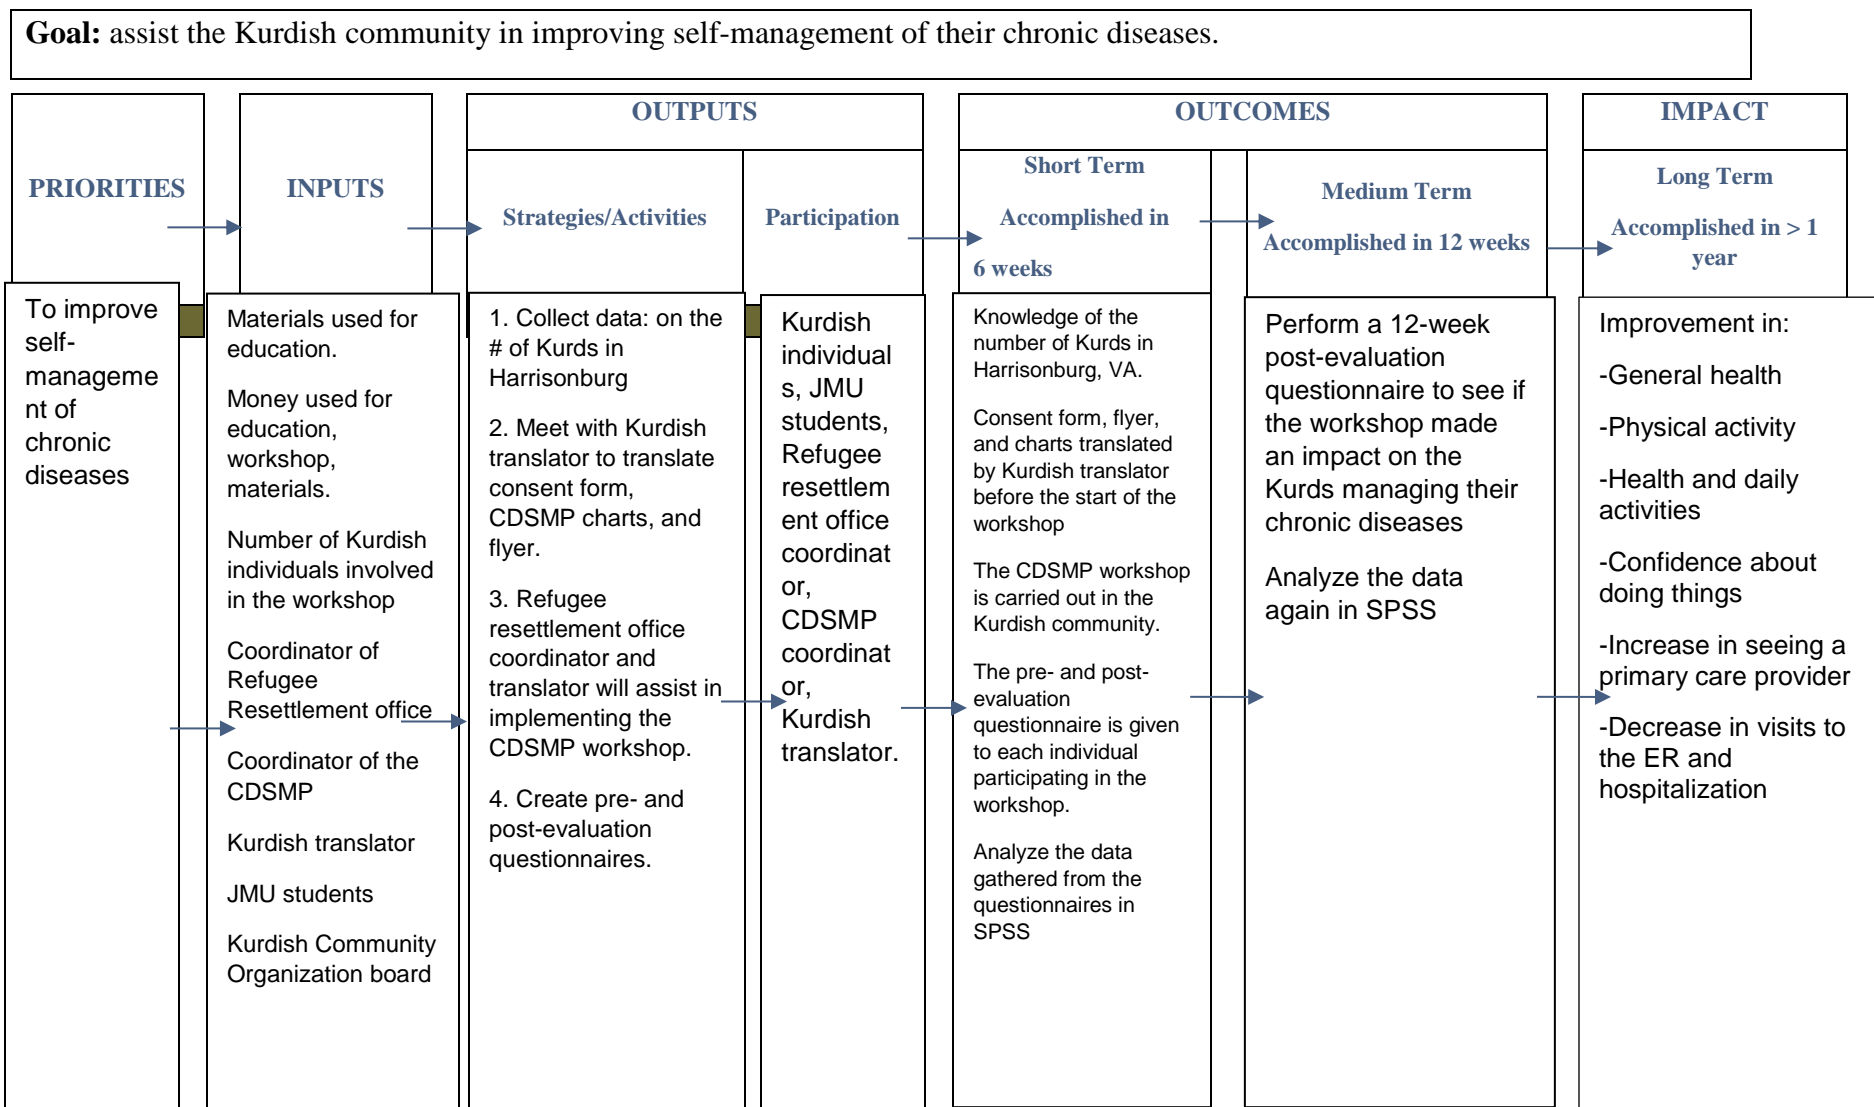 Goal: assist the Kurdish community in improving self-management of their chronic diseases.
PRIORITIES
INPUTS
OUTPUTS
Strategies/Activities
Participation
OUTCOMES
Short Term
Accomplished in
6 weeks
Medium Term
Accomplished in 12 weeks
IMPACT
Long Term
Accomplished in > 1
year
To improve
self-
manageme
nt of
chronic
diseases
Materials used for
education.
Money used for
education,
workshop,
materials.
Number of Kurdish
individuals involved
in the workshop
Coordinator of
Refugee
Resettlement office
Coordinator of the
CDSMP
Kurdish translator
JMU students
Kurdish Community
Organization board
1. Collect data: on the
# of Kurds in
Harrisonburg
2. Meet with Kurdish
translator to translate
consent form,
CDSMP charts, and
flyer.
3. Refugee
resettlement office
coordinator and
translator will assist in
implementing the
CDSMP workshop.
4. Create pre- and
post-evaluation
questionnaires.
Kurdish
individual
s, JMU
students,
Refugee
resettlem
ent office
coordinat
or,
CDSMP
coordinat
or,
Kurdish
translator.
Knowledge of the
number of Kurds in
Harrisonburg, VA.
Consent form, flyer,
and charts translated
by Kurdish translator
before the start of the
workshop
The CDSMP workshop
is carried out in the
Kurdish community.
The pre- and post-
evaluation
questionnaire is given
to each individual
participating in the
workshop.
Analyze the data
gathered from the
questionnaires in
SPSS
Perform a 12-week
post-evaluation
questionnaire to see if
the workshop made
an impact on the
Kurds managing their
chronic diseases
Analyze the data
again in SPSS
Improvement in:
-General health
-Physical activity
-Health and daily
activities
-Confidence about
doing things
-Increase in seeing a
primary care provider
-Decrease in visits to
the ER and
hospitalization